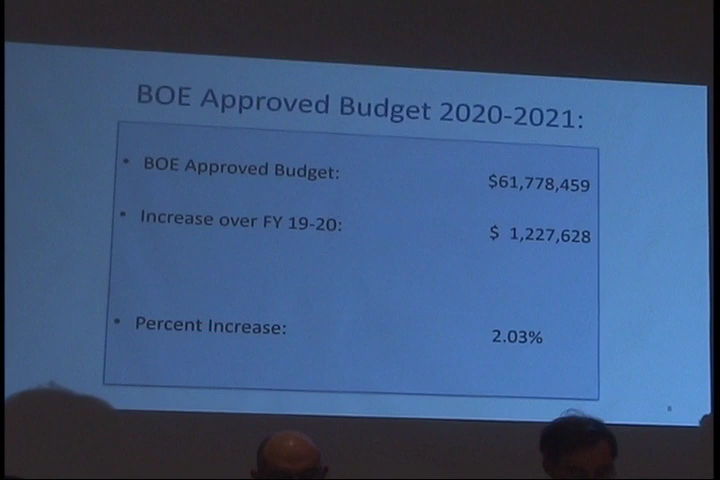 BOE Approved Budget 2020-2021:
• BOE Approved Budget: $61,778,459
• Increase over FY 19-20: $ 1,227,628
• Percent Increase: 2.03%